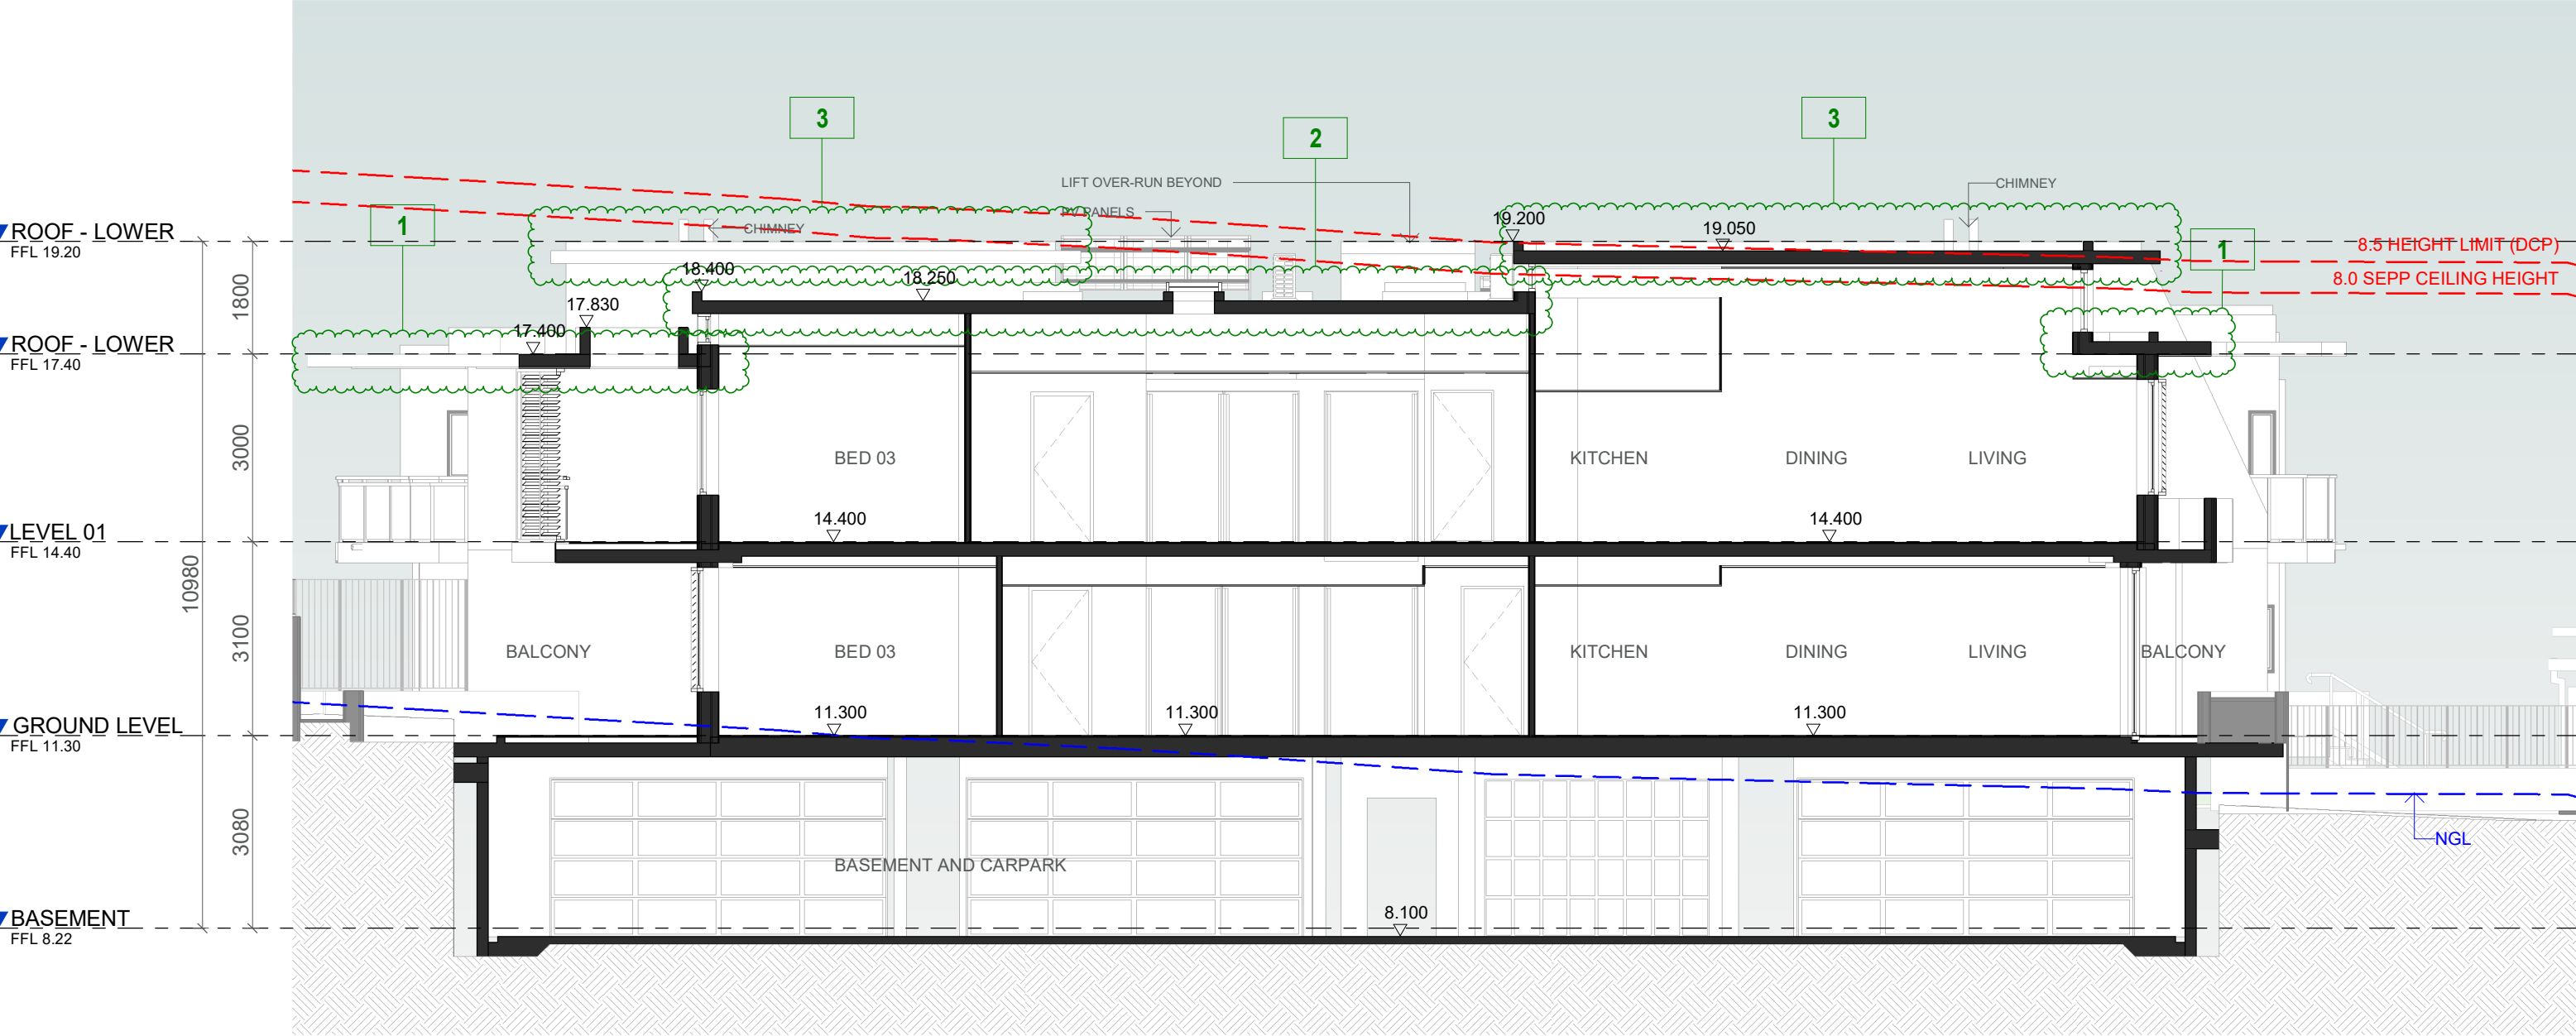 3
3
2
LIFT OVER-RUN BEYOND
CHIMNEY
PV PANELS
1
CHIMNEY
19.200
19.050
ROOF - LOWER
FFL 19.20
8.5 HEIGHT LIMIT (DCP)
1
8.0 SEPP CEILING HEIGHT
18.400
18.250
1800
17.830
17.400
ROOF - LOWER
FFL 17.40
3000
BED 03
KITCHEN
DINING
LIVING
14.400
14.400
LEVEL 01
FFL 14.40
10980
3100
BALCONY
BED 03
KITCHEN
DINING
LIVING
BALCONY
11.300
11.300
11.300
GROUND LEVEL
FFL 11.30
3080
NGL
BASEMENT AND CARPARK
8.100
BASEMENT
FFL 8.22